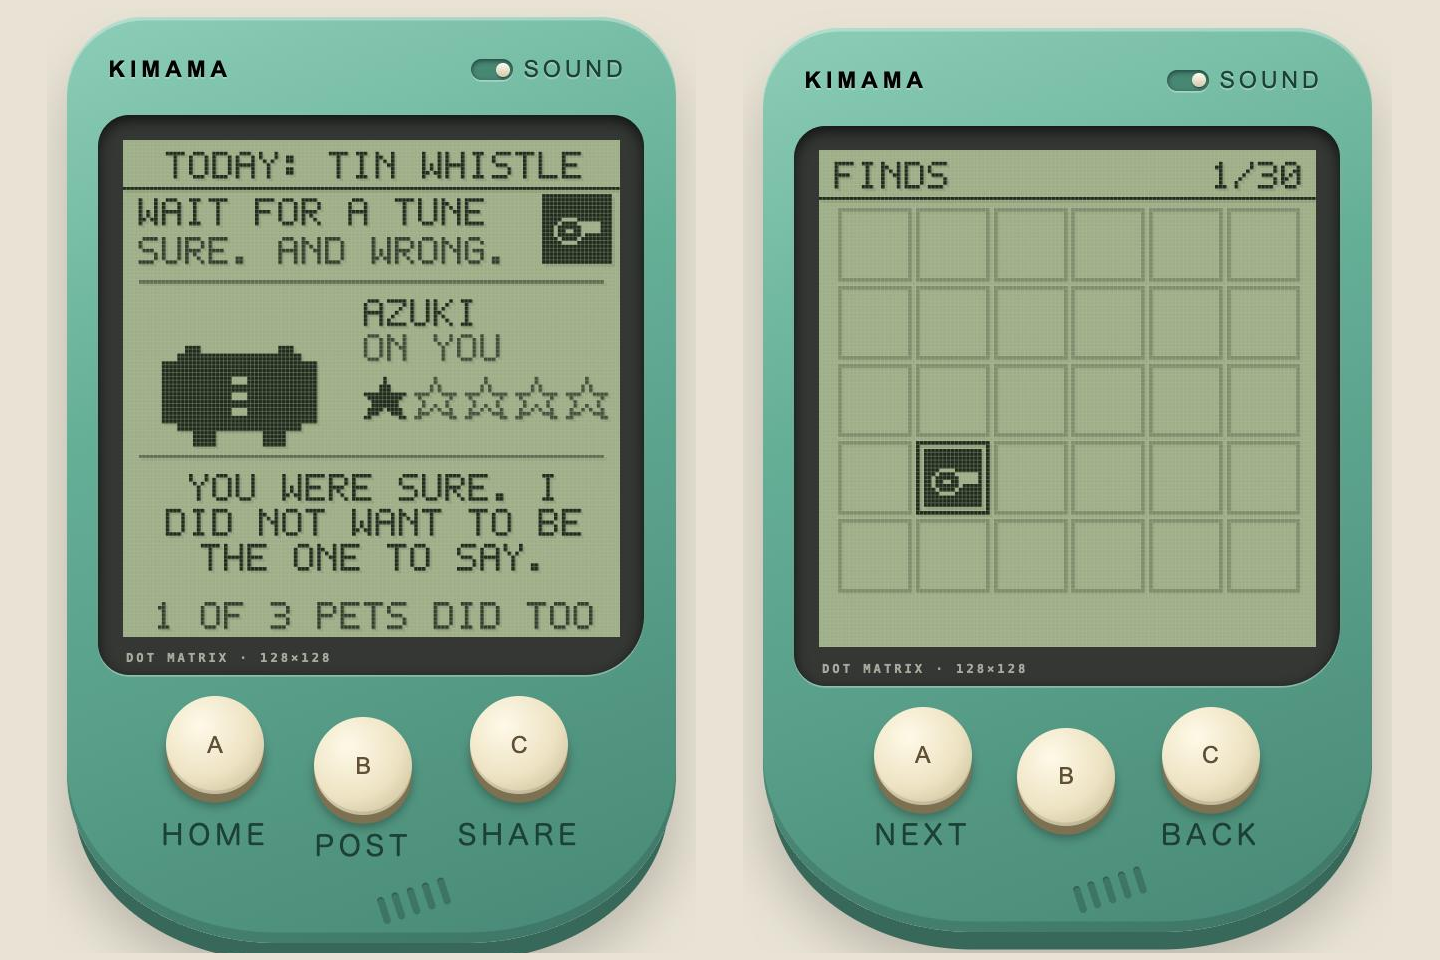 KIMAMA
SOUND
TODAY: TIN WHISTLE
WAIT FOR A TUNE
SURE. AND WRONG.
AZUKI
ON YOU
YOU WERE SURE. I
DID NOT WANT TO BE
THE ONE TO SAY.
1 OF 3 PETS DID TOO
DOT MATRIX · 128×128
A
B
C
HOME
POST
SHARE
KIMAMA
SOUND
FINDS
1/30
DOT MATRIX · 128×128
A
B
C
NEXT
BACK